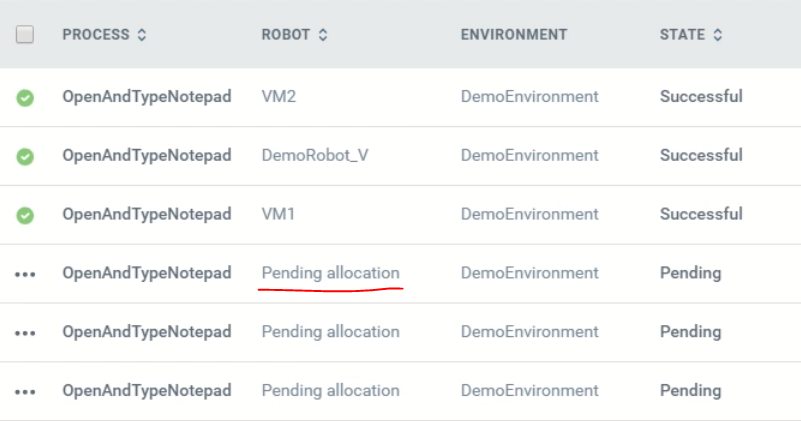 PROCESS ROBOT ENVIRONMENT STATE
OpenAndTypeNotepad VM2 DemoEnvironment Successful
OpenAndTypeNotepad DemoRobot_V DemoEnvironment Successful
OpenAndTypeNotepad VM1 DemoEnvironment Successful
OpenAndTypeNotepad Pending allocation DemoEnvironment Pending
OpenAndTypeNotepad Pending allocation DemoEnvironment Pending
OpenAndTypeNotepad Pending allocation DemoEnvironment Pending